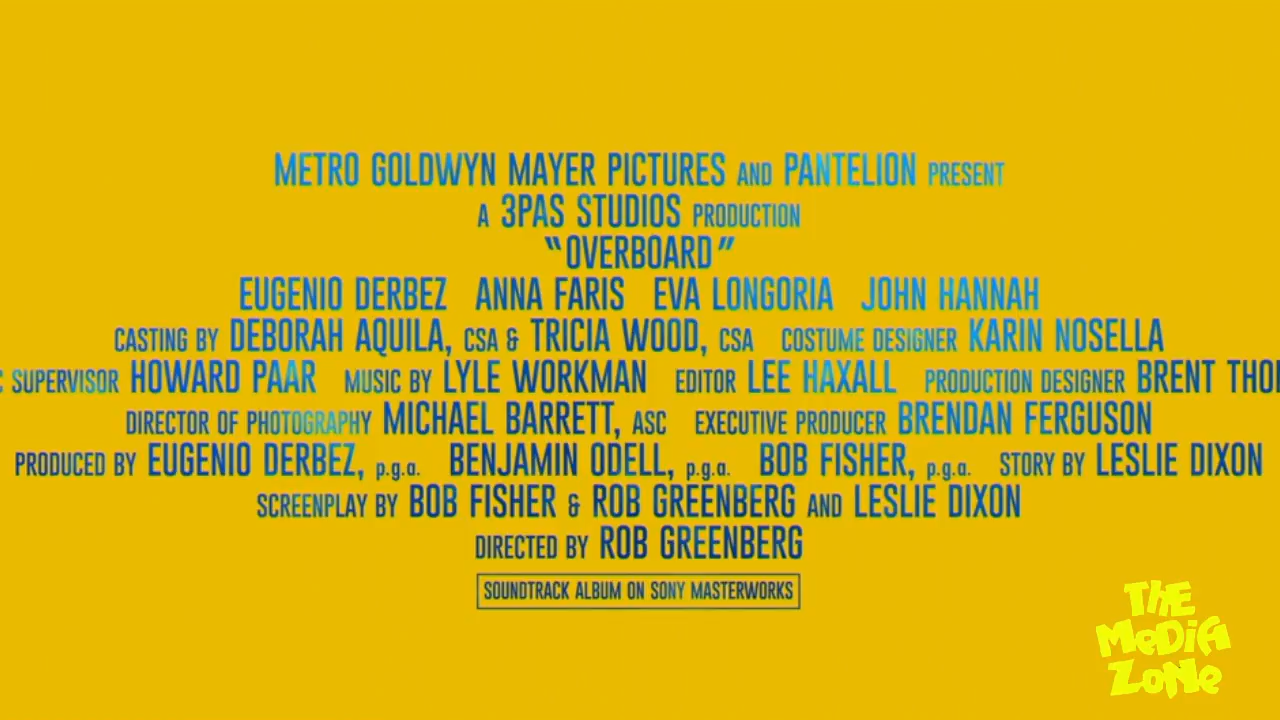 METRO GOLDWYN MAYER PICTURES AND PANTELION PRESENT
A 3PAS STUDIOS PRODUCTION
"OVERBOARD"
EUGENIO DERBEZ ANNA FARIS EVA LONGORIA JOHN HANNAH
CASTING BY DEBORAH AQUILA, CSA & TRICIA WOOD, CSA COSTUME DESIGNER KARIN NOSELLA
C SUPERVISOR HOWARD PAAR MUSIC BY LYLE WORKMAN EDITOR LEE HAXALL PRODUCTION DESIGNER BRENT
DIRECTOR OF PHOTOGRAPHY MICHAEL BARRETT, ASC EXECUTIVE PRODUCER BRENDAN FERGUSON
PRODUCED BY EUGENIO DERBEZ, p.g.a. BENJAMIN ODELL, p.g.a. BOB FISHER, p.g.a. STORY BY LESLIE DIXON
SCREENPLAY BY BOB FISHER & ROB GREENBERG AND LESLIE DIXON
DIRECTED BY ROB GREENBERG
SOUNDTRACK ALBUM ON SONY MASTERWORKS
THE
MEDIA
ZONE